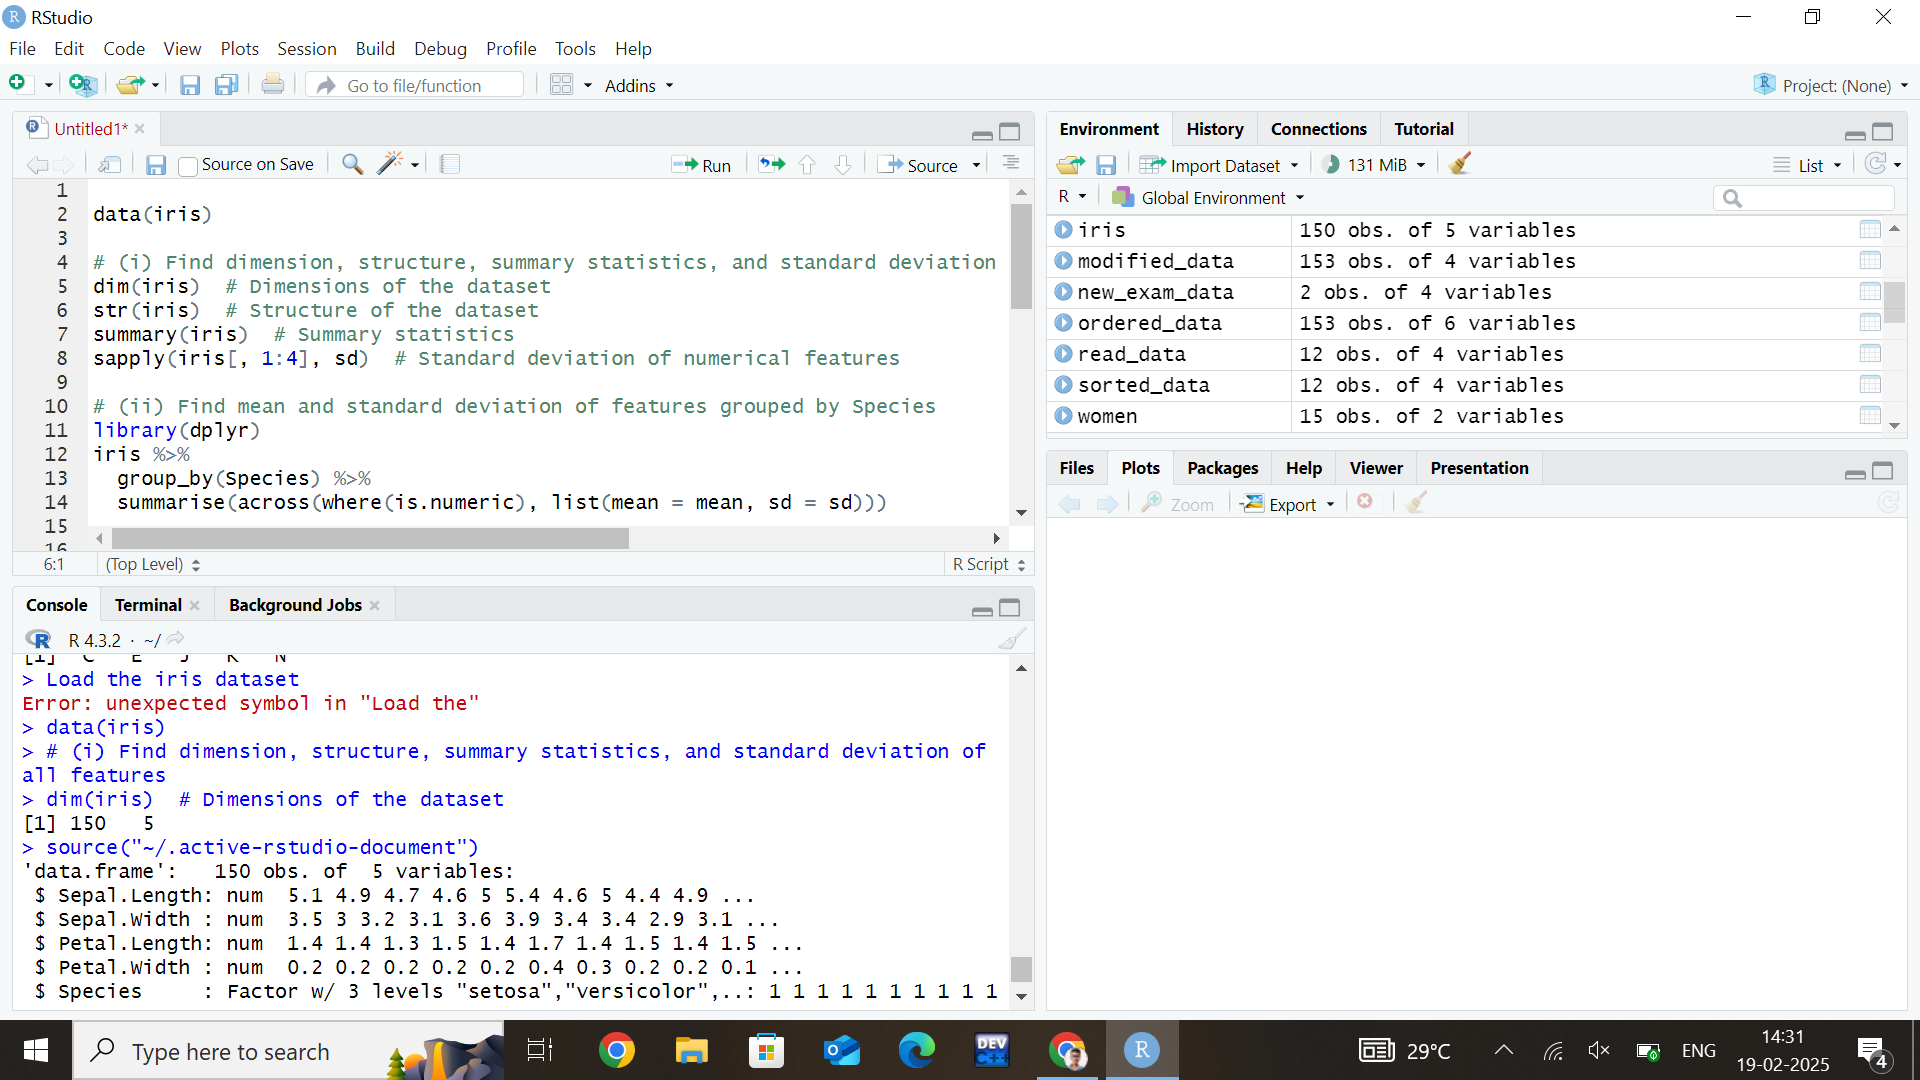 RStudio
File Edit Code View Plots Session Build Debug Profile Tools Help
Go to file/function Addins Project: (None)
Untitled1*
Source on Save Run Source
1
2 data(iris)
3
4 # (i) Find dimension, structure, summary statistics, and standard deviation
5 dim(iris)  # Dimensions of the dataset
6 str(iris)  # Structure of the dataset
7 summary(iris)  # Summary statistics
8 sapply(iris[, 1:4], sd)  # Standard deviation of numerical features
9
10 # (ii) Find mean and standard deviation of features grouped by Species
11 library(dplyr)
12 iris %>%
13   group_by(Species) %>%
14   summarise(across(where(is.numeric), list(mean = mean, sd = sd)))
15
16
6:1 (Top Level) R Script
Console Terminal Background Jobs
R 4.3.2 · ~/
> Load the iris dataset
Error: unexpected symbol in "Load the"
> data(iris)
> # (i) Find dimension, structure, summary statistics, and standard deviation of
all features
> dim(iris)  # Dimensions of the dataset
[1] 150   5
> source("~/.active-rstudio-document")
'data.frame':   150 obs. of  5 variables:
 $ Sepal.Length: num  5.1 4.9 4.7 4.6 5 5.4 4.6 5 4.4 4.9 ...
 $ Sepal.Width : num  3.5 3 3.2 3.1 3.6 3.9 3.4 3.4 2.9 3.1 ...
 $ Petal.Length: num  1.4 1.4 1.3 1.5 1.4 1.7 1.4 1.5 1.4 1.5 ...
 $ Petal.Width : num  0.2 0.2 0.2 0.2 0.2 0.4 0.3 0.2 0.2 0.1 ...
 $ Species     : Factor w/ 3 levels "setosa","versicolor",..: 1 1 1 1 1 1 1 1 1 1
Environment History Connections Tutorial
Import Dataset 131 MiB List
R Global Environment
iris 150 obs. of 5 variables
modified_data 153 obs. of 4 variables
new_exam_data 2 obs. of 4 variables
ordered_data 153 obs. of 6 variables
read_data 12 obs. of 4 variables
sorted_data 12 obs. of 4 variables
women 15 obs. of 2 variables
Files Plots Packages Help Viewer Presentation
Zoom Export
Type here to search
DEV C++
R
29°C
ENG
14:31
19-02-2025
4